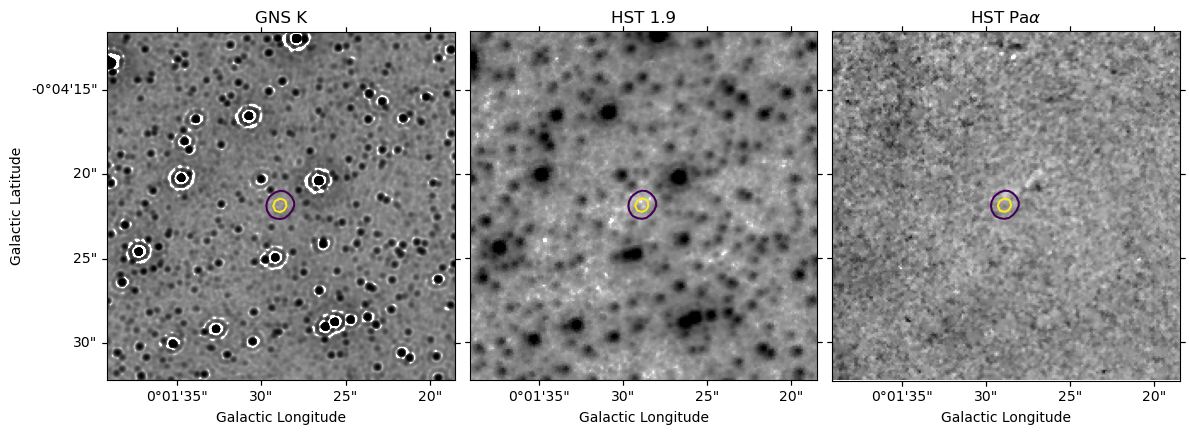 GNS K
HST 1.9
HST Paα
-0°04'15"
20"
25"
30"
Galactic Latitude
0°01'35"
30"
25"
20"
0°01'35"
30"
25"
20"
0°01'35"
30"
25"
20"
Galactic Longitude
Galactic Longitude
Galactic Longitude